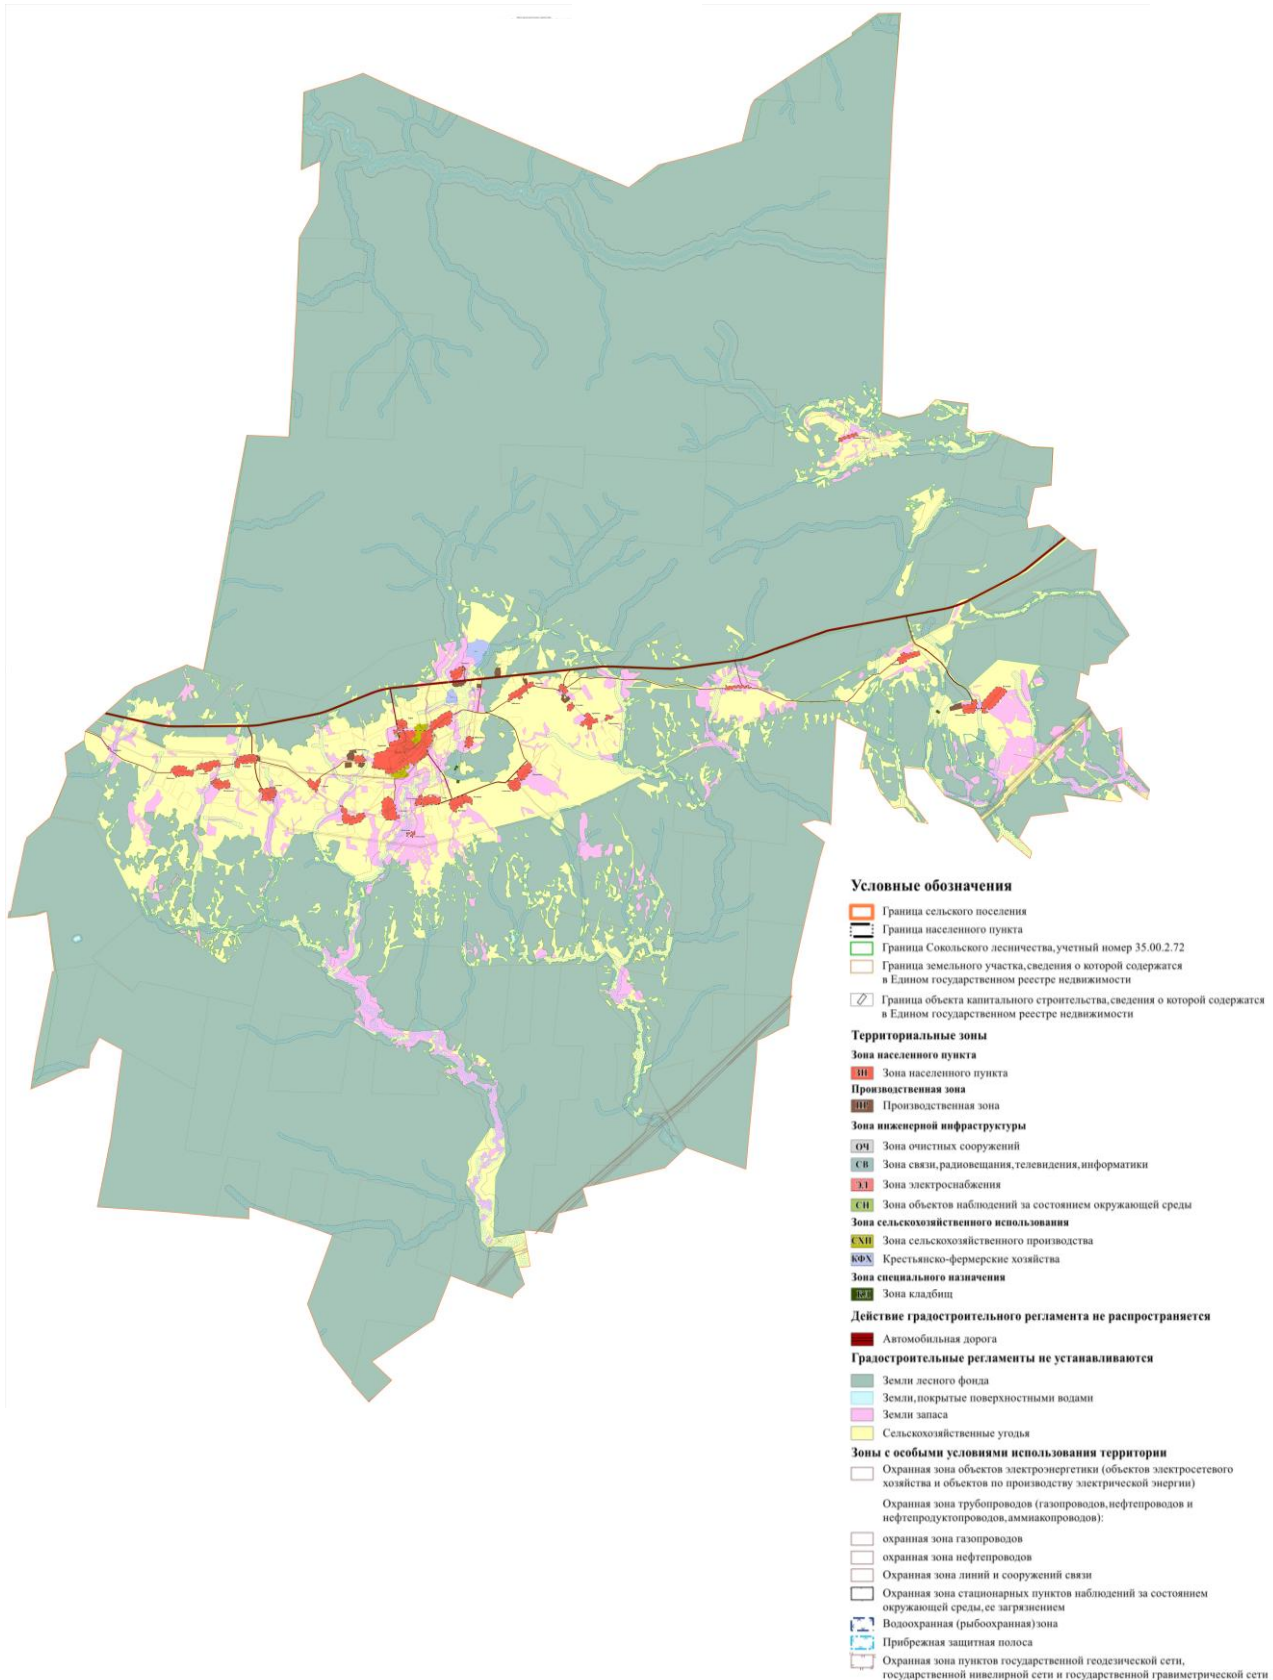 Условные обозначения
Граница сельского поселения
Граница населенного пункта
Граница Сокольского лесничества, учетный номер 35.00.2.72
Граница земельного участка, сведения о которой содержатся
в Едином государственном реестре недвижимости
Граница объекта капитального строительства, сведения о которой содержатся
в Едином государственном реестре недвижимости
Территориальные зоны
Зона населенного пункта
ЗН Зона населенного пункта
Производственная зона
ПР Производственная зона
Зона инженерной инфраструктуры
ОЧ Зона очистных сооружений
СВ Зона связи, радиовещания, телевидения, информатики
ЭЛ Зона электроснабжения
СН Зона объектов наблюдений за состоянием окружающей среды
Зона сельскохозяйственного использования
СХП Зона сельскохозяйственного производства
КФХ Крестьянско-фермерские хозяйства
Зона специального назначения
Зона кладбищ
Действие градостроительного регламента не распространяется
Автомобильная дорога
Градостроительные регламенты не устанавливаются
Земли лесного фонда
Земли, покрытые поверхностными водами
Земли запаса
Сельскохозяйственные угодья
Зоны с особыми условиями использования территории
Охранная зона объектов электроэнергетики (объектов электросетевого
хозяйства и объектов по производству электрической энергии)
Охранная зона трубопроводов (газопроводов, нефтепроводов и
нефтепродуктопроводов, аммиакопроводов):
охранная зона газопроводов
охранная зона нефтепроводов
Охранная зона линий и сооружений связи
Охранная зона стационарных пунктов наблюдений за состоянием
окружающей среды, ее загрязнением
Водоохранная (рыбоохранная) зона
Прибрежная защитная полоса
Охранная зона пунктов государственной геодезической сети,
государственной нивелирной сети и государственной гравиметрической сети